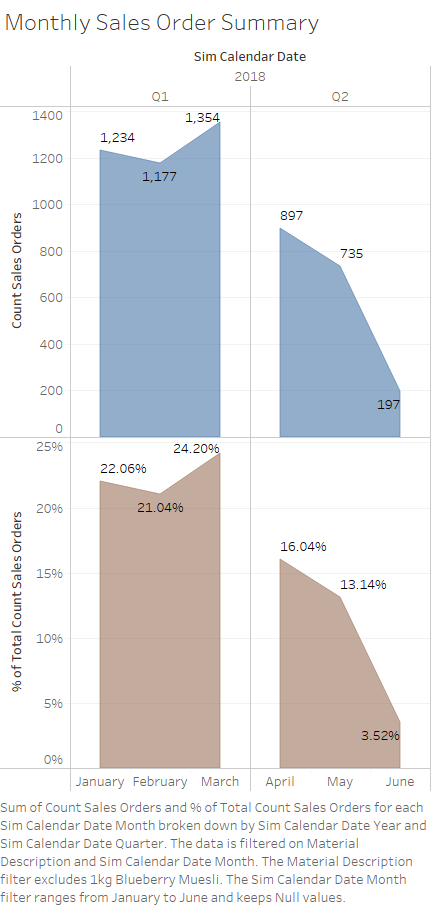 Monthly Sales Order Summary
Sim Calendar Date
2018
Q1 Q2
Count Sales Orders
1400
1200
1000
800
600
400
200
0
1,234
1,177
1,354
897
735
197
% of Total Count Sales Orders
25%
20%
15%
10%
5%
0%
22.06%
21.04%
24.20%
16.04%
13.14%
3.52%
January February March April May June
Sum of Count Sales Orders and % of Total Count Sales Orders for each
Sim Calendar Date Month broken down by Sim Calendar Date Year and
Sim Calendar Date Quarter. The data is filtered on Material
Description and Sim Calendar Date Month. The Material Description
filter excludes 1kg Blueberry Muesli. The Sim Calendar Date Month
filter ranges from January to June and keeps Null values.